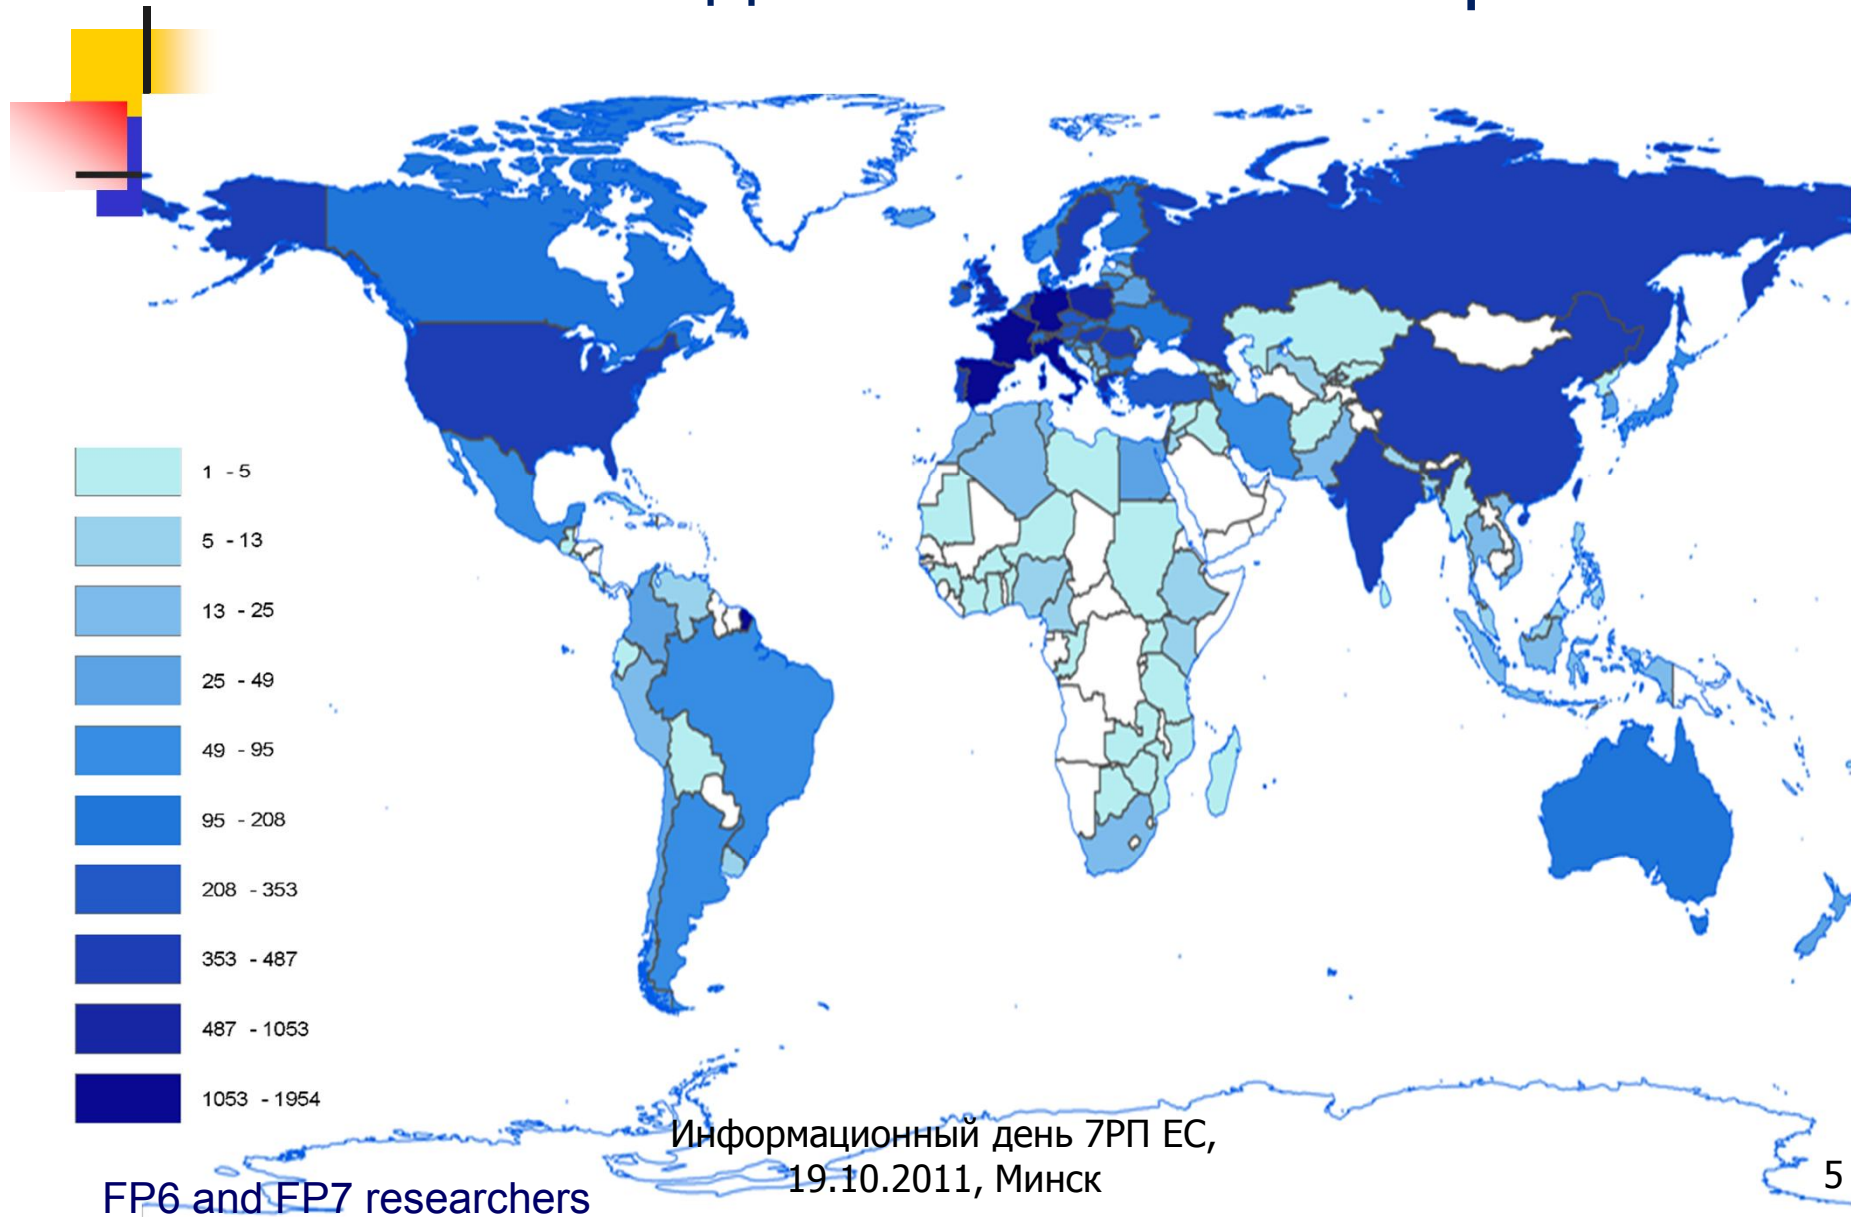 1 - 5
5 - 13
13 - 25
25 - 49
49 - 95
95 - 208
208 - 353
353 - 487
487 - 1053
1053 - 1954
Информационный день 7РП ЕС,
19.10.2011, Минск
5
FP6 and FP7 researchers